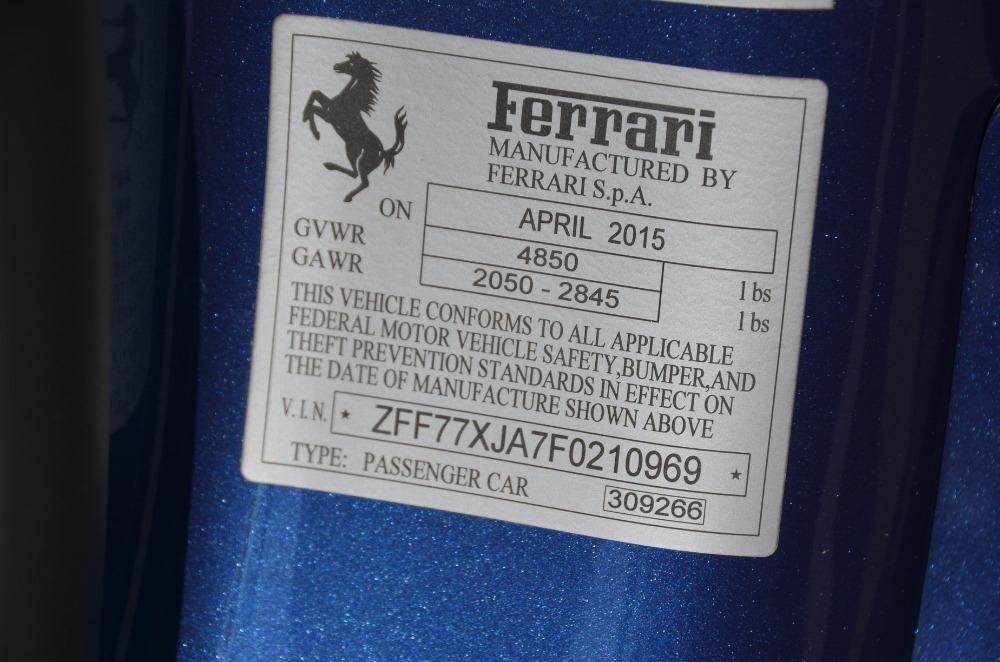 Ferrari
MANUFACTURED BY
FERRARI S.p.A.
ON APRIL 2015
GVWR 4850 lbs
GAWR 2050 - 2845 lbs
THIS VEHICLE CONFORMS TO ALL APPLICABLE
FEDERAL MOTOR VEHICLE SAFETY,BUMPER,AND
THEFT PREVENTION STANDARDS IN EFFECT ON
THE DATE OF MANUFACTURE SHOWN ABOVE
V.I.N. ★ ZFF77XJA7F0210969 ★
TYPE: PASSENGER CAR 309266